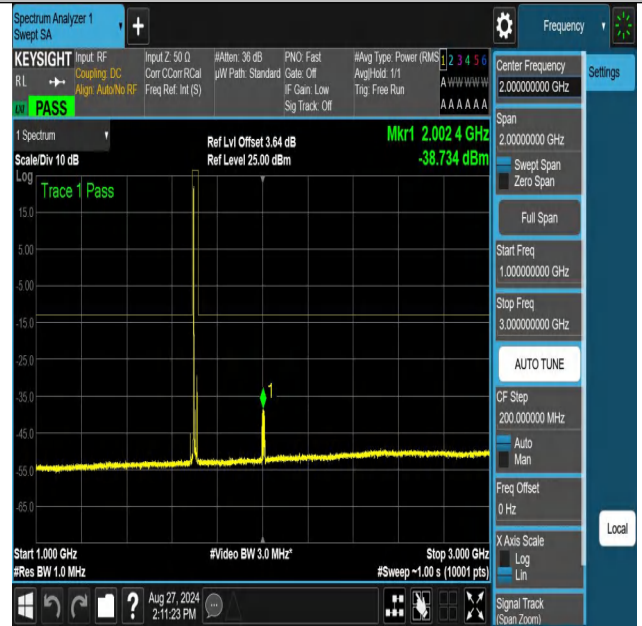 Spectrum Analyzer 1
Swept SA
Frequency
KEYSIGHT
RL
LXI
PASS
Input: RF
Coupling: DC
Align: Auto/No RF
Input Z: 50 Ω
Corr CCorr RCal
Freq Ref: Int (S)
#Atten: 36 dB
µW Path: Standard
PNO: Fast
Gate: Off
IF Gain: Low
Sig Track: Off
#Avg Type: Power (RMS
Avg|Hold: 1/1
Trig: Free Run
1 2 3 4 5 6
A W W W W W
A A A A A A
Center Frequency
2.000000000 GHz
Settings
Span
2.00000000 GHz
Swept Span
Zero Span
Full Span
Start Freq
1.000000000 GHz
Stop Freq
3.000000000 GHz
AUTO TUNE
CF Step
200.000000 MHz
Auto
Man
Freq Offset
0 Hz
X Axis Scale
Log
Lin
Signal Track
(Span Zoom)
Local
1 Spectrum
Scale/Div 10 dB
Log
Ref Lvl Offset 3.64 dB
Ref Level 25.00 dBm
Mkr1 2.002 4 GHz
-38.734 dBm
Trace 1 Pass
15.0
5.00
-5.00
-15.0
-25.0
-35.0
-45.0
-55.0
-65.0
1
Start 1.000 GHz
#Res BW 1.0 MHz
#Video BW 3.0 MHz*
Stop 3.000 GHz
#Sweep ~1.00 s (10001 pts)
?
Aug 27, 2024
2:11:23 PM